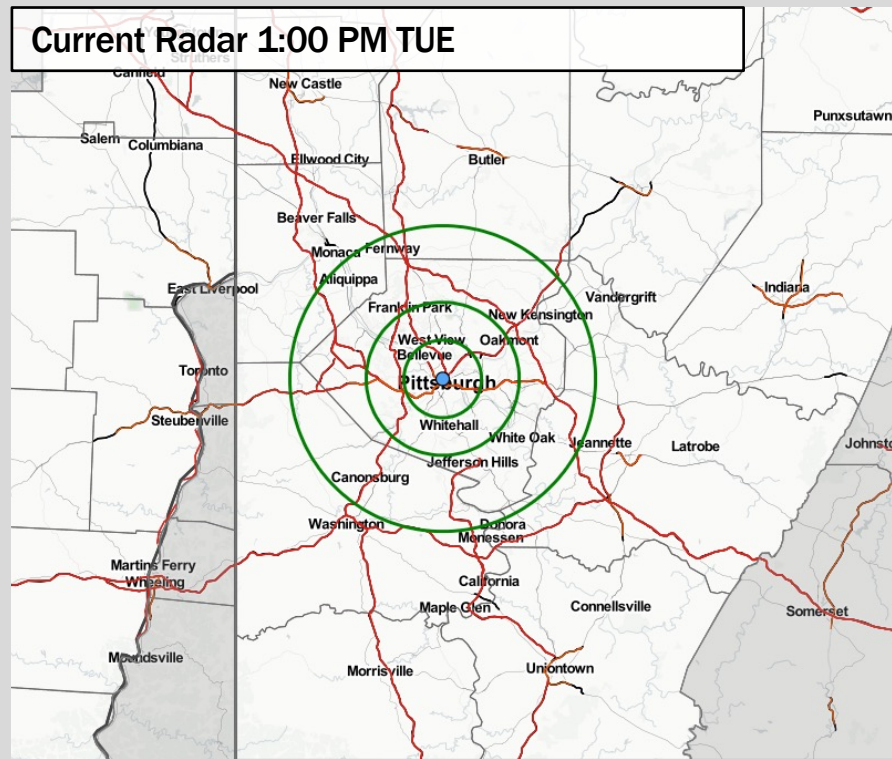 Current Radar 1:00 PM TUE
Struthers
Canfield
New Castle
Punxsutawn
Salem
Columbiana
Ellwood City
Butler
Beaver Falls
Monaca
Fernway
Aliquippa
East Liverpool
Indiana
Vandergrift
Franklin Park
New Kensington
West View
Oakmont
Bellevue
Toronto
Pittsburgh
Steubenville
Whitehall
White Oak
Jeannette
Latrobe
Johnsto
Jefferson Hills
Canonsburg
Washington
Donora
Monessen
Martins Ferry
Wheeling
California
Maple Glen
Connellsville
Somerset
Moundsville
Morrisville
Uniontown